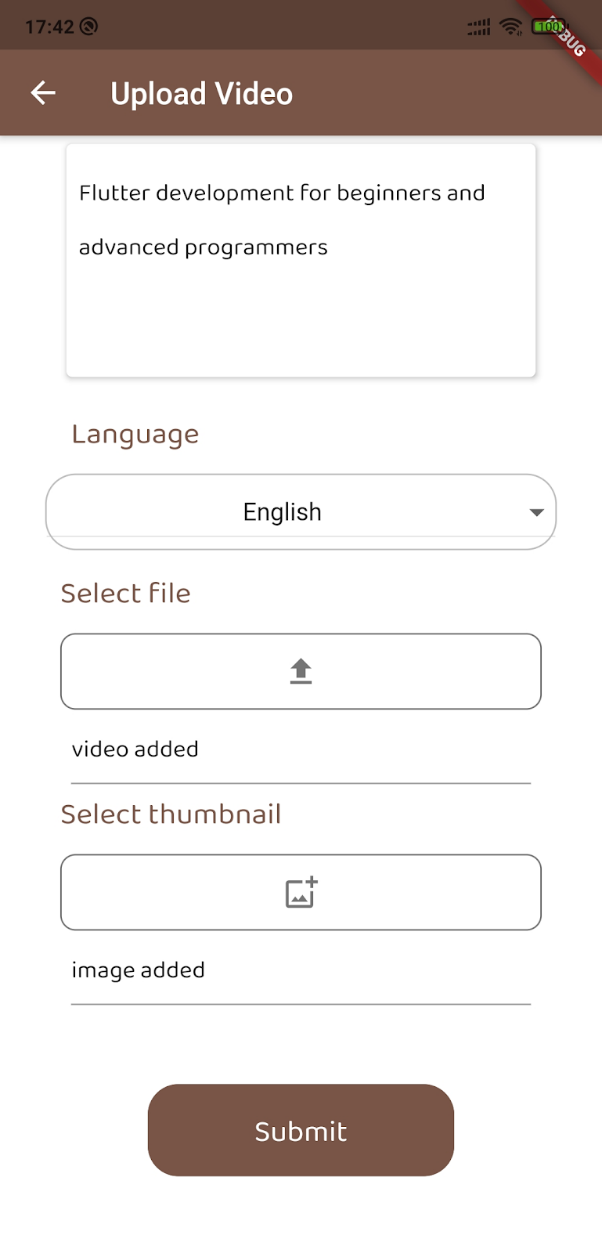 17:42
100
Upload Video
Flutter development for beginners and
advanced programmers
Language
English
Select file
video added
Select thumbnail
image added
Submit